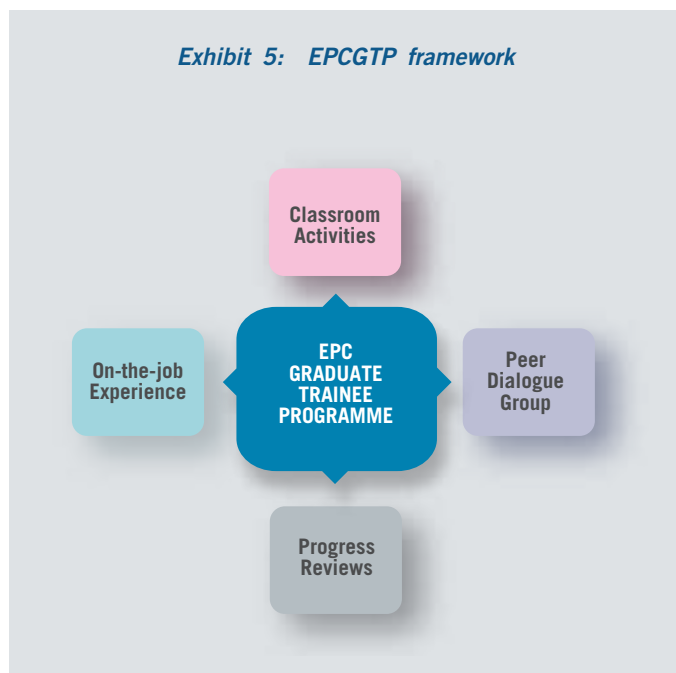 Exhibit 5: EPCGTP framework
Classroom
Activities
On-the-job
Experience
EPC
GRADUATE
TRAINEE
PROGRAMME
Peer
Dialogue
Group
Progress
Reviews